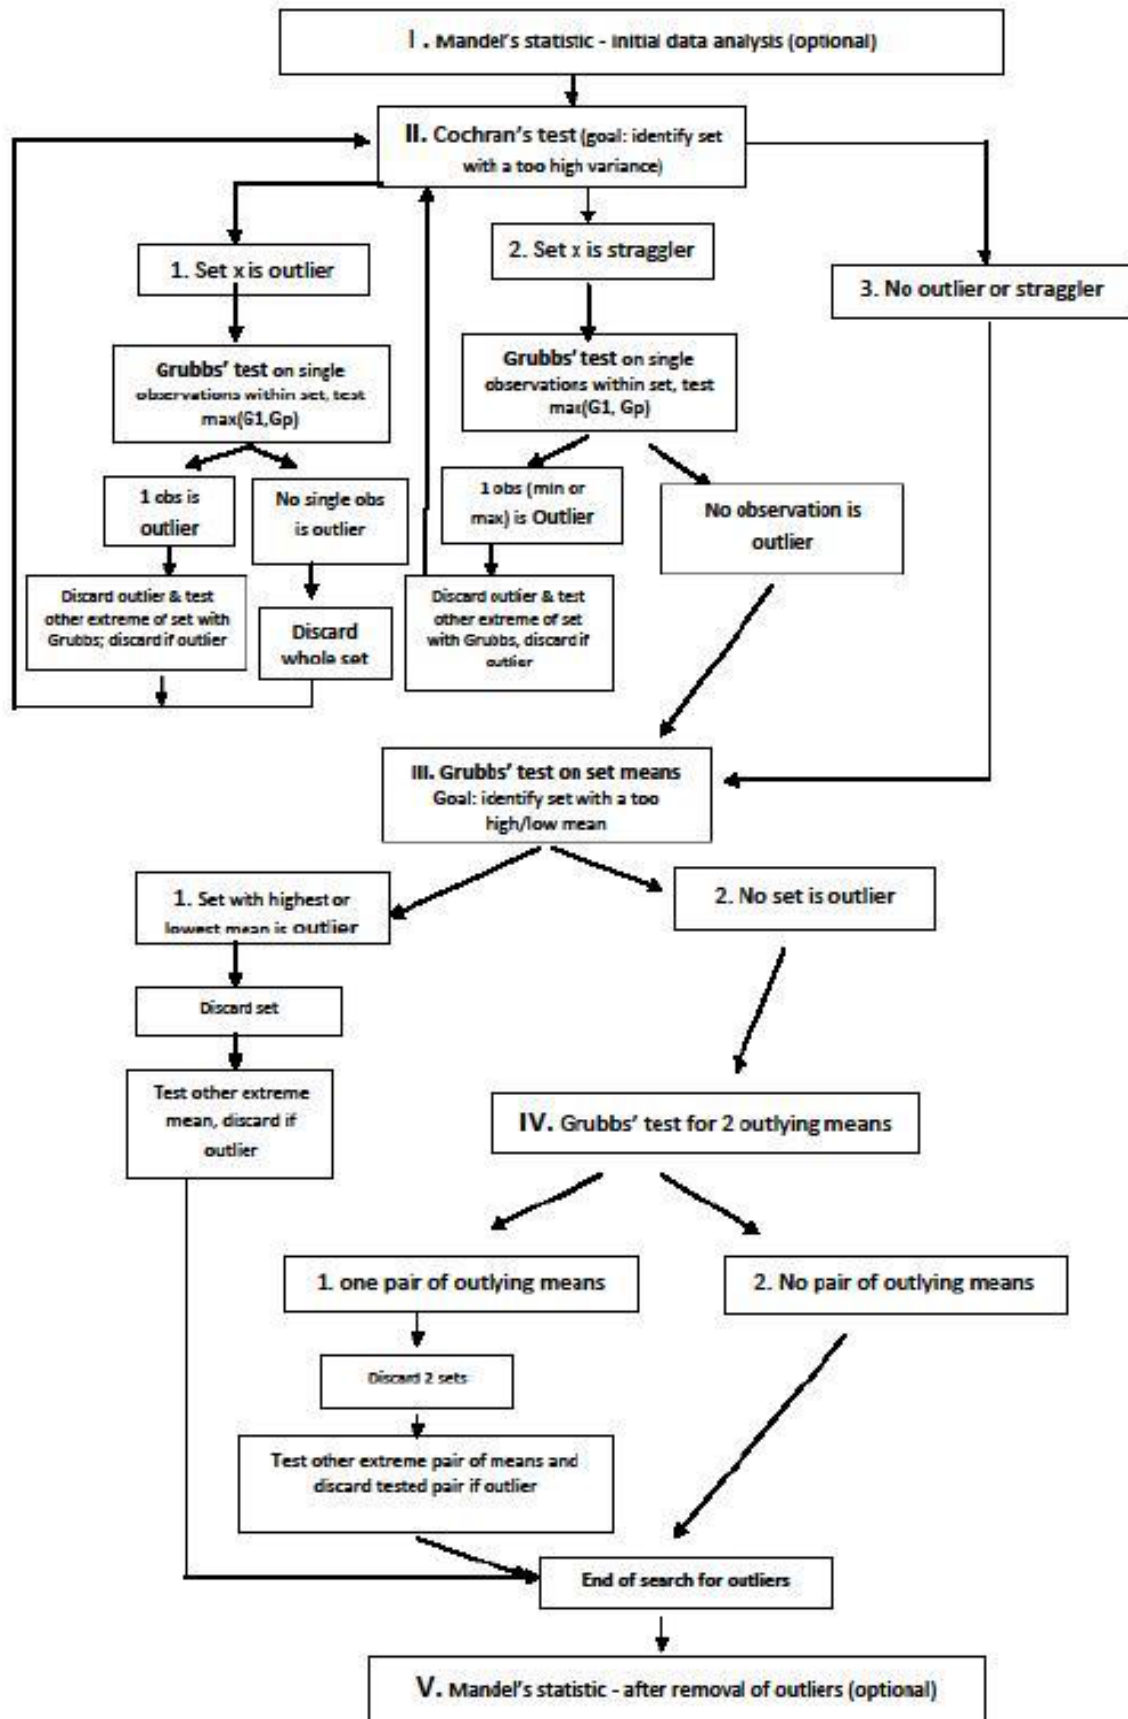 I. Mandel's statistic - initial data analysis (optional)
II. Cochran's test (goal: identify set
with a too high variance)
1. Set x is outlier
2. Set x is straggler
3. No outlier or straggler
Grubbs' test on single
observations within set, test
max(G1,Gp)
Grubbs' test on single
observations within set, test
max(G1, Gp)
1 obs is
outlier
No single obs
is outlier
1 obs (min or
max) is Outlier
No observation is
outlier
Discard outlier & test
other extreme of set with
Grubbs; discard if outlier
Discard
whole set
Discard outlier & test
other extreme of set
with Grubbs, discard if
outlier
III. Grubbs' test on set means
Goal: identify set with a too
high/low mean
1. Set with highest or
lowest mean is outlier
2. No set is outlier
Discard set
Test other extreme
mean, discard if
outlier
IV. Grubbs' test for 2 outlying means
1. one pair of outlying means
2. No pair of outlying means
Discard 2 sets
Test other extreme pair of means and
discard tested pair if outlier
End of search for outliers
V. Mandel's statistic - after removal of outliers (optional)